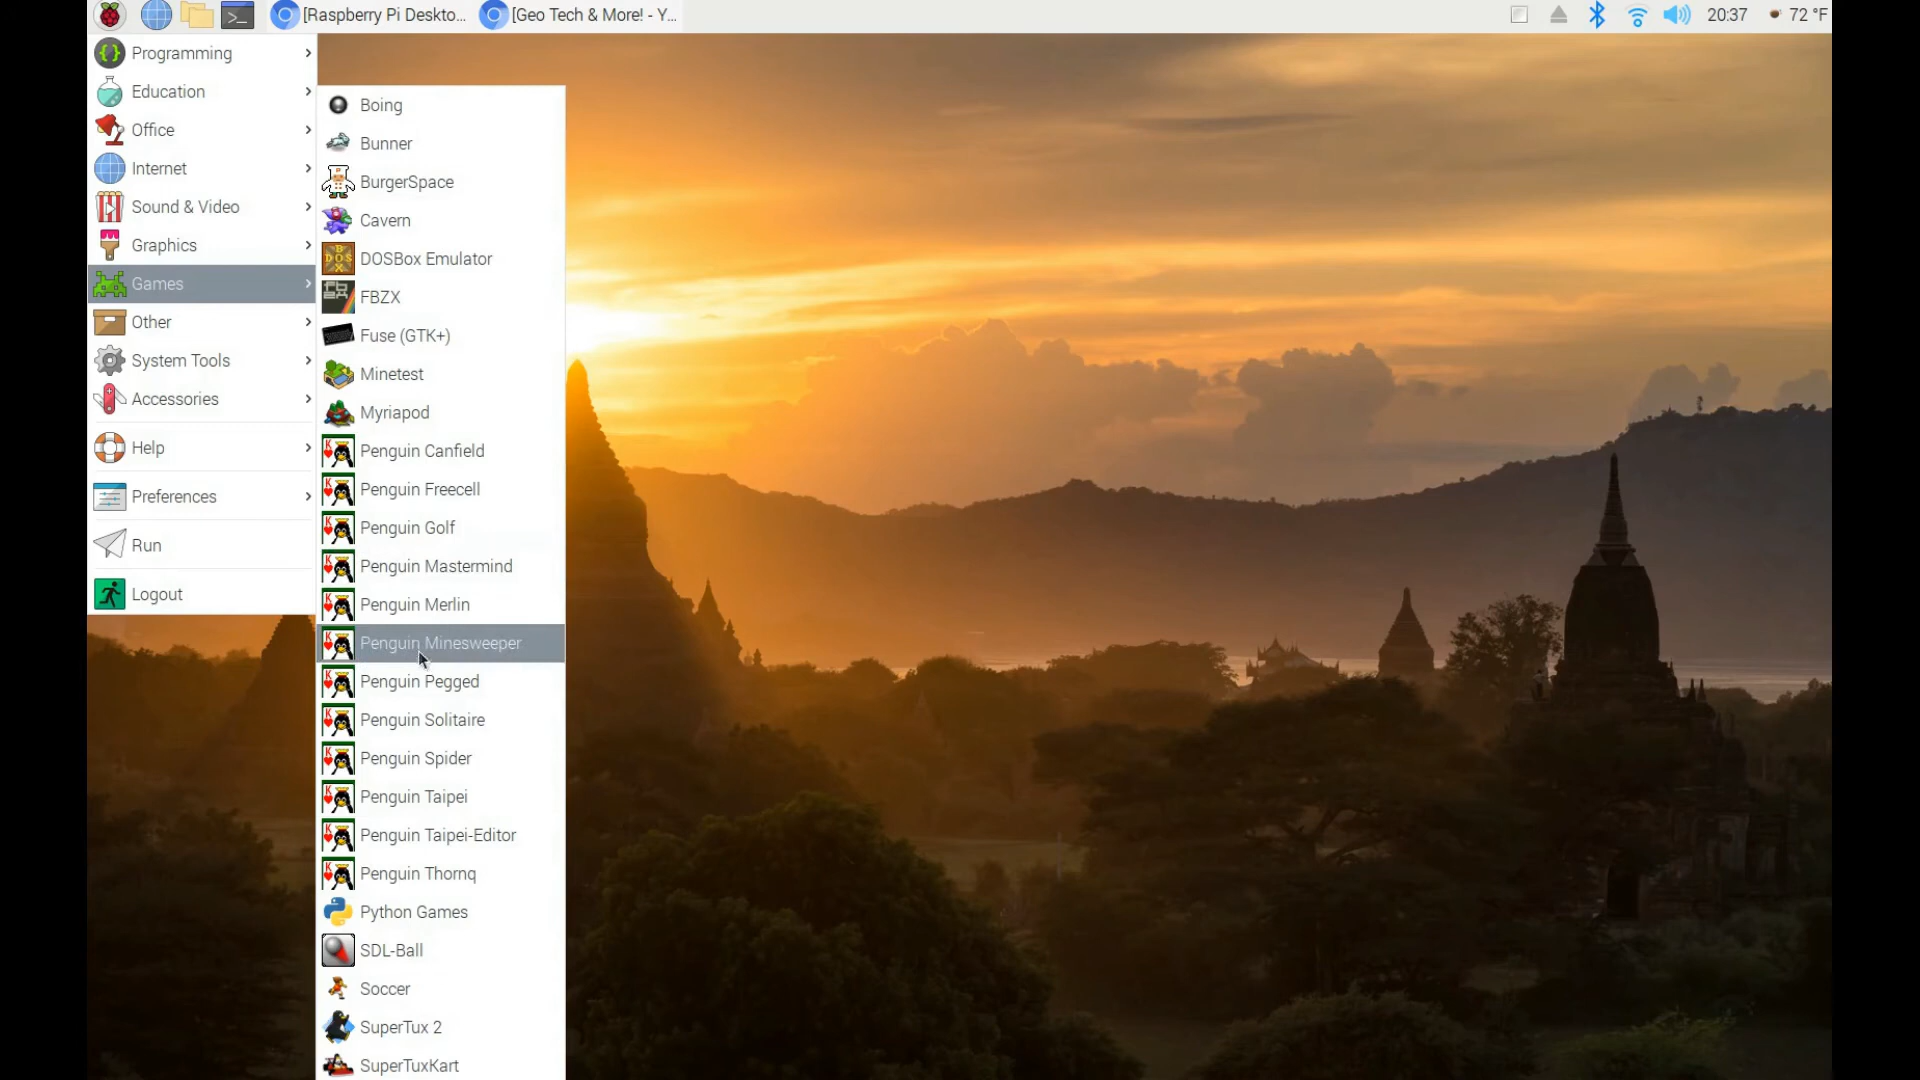 [Raspberry Pi Deskto...
[Geo Tech & More! - Y...
20:37
72 °F
Programming
Education
Office
Internet
Sound & Video
Graphics
Games
Other
System Tools
Accessories
Help
Preferences
Run
Logout
Boing
Bunner
BurgerSpace
Cavern
DOSBox Emulator
FBZX
Fuse (GTK+)
Minetest
Myriapod
Penguin Canfield
Penguin Freecell
Penguin Golf
Penguin Mastermind
Penguin Merlin
Penguin Minesweeper
Penguin Pegged
Penguin Solitaire
Penguin Spider
Penguin Taipei
Penguin Taipei-Editor
Penguin Thornq
Python Games
SDL-Ball
Soccer
SuperTux 2
SuperTuxKart